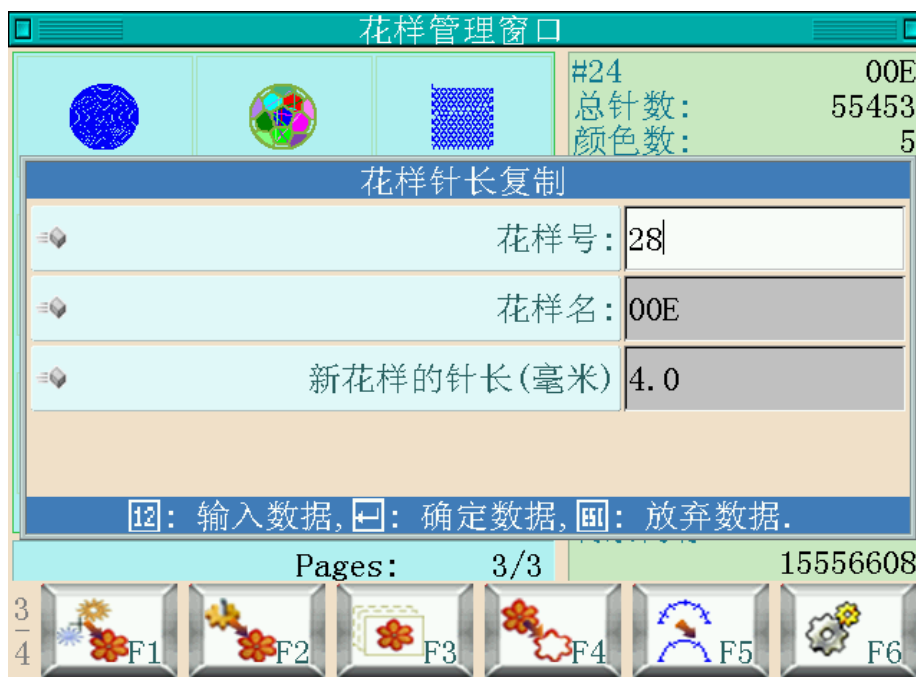 花样管理窗口
#24 00E
总针数: 55453
颜色数: 5
花样针长复制
花样号: 28
花样名: 00E
新花样的针长(毫米) 4.0
12: 输入数据, : 确定数据, ESC: 放弃数据.
Pages: 3/3
15556608
3
4
F1 F2 F3 F4 F5 F6